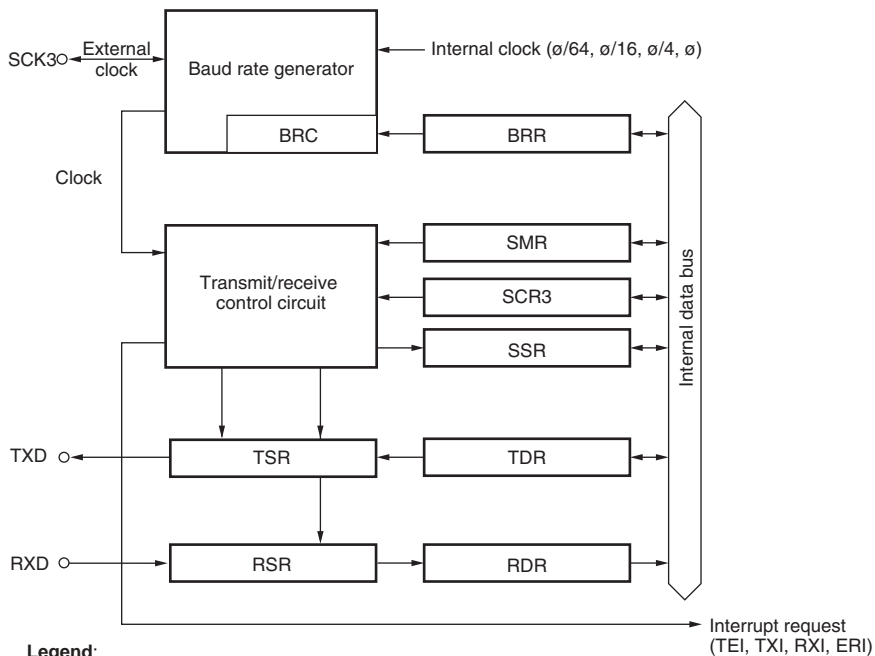 SCK3
External
clock
Baud rate generator
Internal clock (ø/64, ø/16, ø/4, ø)
BRC
BRR
Clock
Transmit/receive
control circuit
SMR
SCR3
SSR
Internal data bus
TXD
TSR
TDR
RXD
RSR
RDR
Interrupt request
(TEI, TXI, RXI, ERI)
Legend: